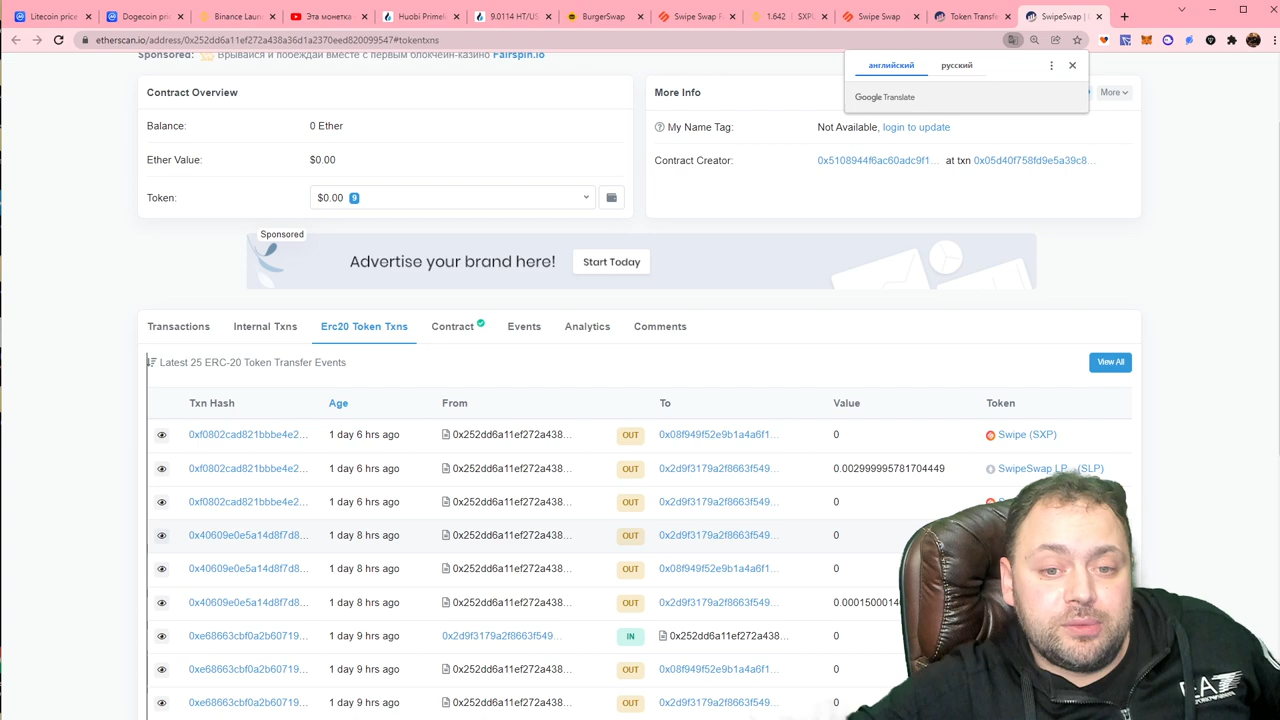 Litecoin pri
Dogecoin pri
Binance Laun
Эта монетка
Huobi Primeli
9.0114 HT/US
BurgerSwap
Swipe Swap F
1.642 | SXP
Swipe Swap
Token Transfe
SwipeSwap | 
etherscan.io/address/0x252dd6a11ef272a438a36d1a2370eed820099547#tokentxns
английский русский
Google Translate
Sponsored: Врывайся и побеждай вместе с первым блокчейн-казино Fairspin.io
Contract Overview
Balance: 0 Ether
Ether Value: $0.00
Token: $0.00 9
More Info
More
My Name Tag: Not Available, login to update
Contract Creator: 0x5108944f6ac60adc9f1... at txn 0x05d40f758fd9e5a39c8...
Sponsored
Advertise your brand here! Start Today
Transactions Internal Txns Erc20 Token Txns Contract Events Analytics Comments
Latest 25 ERC-20 Token Transfer Events View All
Txn Hash Age From To Value Token
0xf0802cad821bbbe4e2... 1 day 6 hrs ago 0x252dd6a11ef272a438... OUT 0x08f949f52e9b1a4a6f1... 0 Swipe (SXP)
0xf0802cad821bbbe4e2... 1 day 6 hrs ago 0x252dd6a11ef272a438... OUT 0x2d9f3179a2f8663f549... 0.002999995781704449 SwipeSwap LP... (SLP)
0xf0802cad821bbbe4e2... 1 day 6 hrs ago 0x252dd6a11ef272a438... OUT 0x2d9f3179a2f8663f549... 0
0x40609e0e5a14d8f7d8... 1 day 8 hrs ago 0x252dd6a11ef272a438... OUT 0x2d9f3179a2f8663f549... 0
0x40609e0e5a14d8f7d8... 1 day 8 hrs ago 0x252dd6a11ef272a438... OUT 0x08f949f52e9b1a4a6f1... 0
0x40609e0e5a14d8f7d8... 1 day 8 hrs ago 0x252dd6a11ef272a438... OUT 0x2d9f3179a2f8663f549...
0xe68663cbf0a2b60719... 1 day 9 hrs ago 0x2d9f3179a2f8663f549... IN 0x252dd6a11ef272a438... 0
0xe68663cbf0a2b60719... 1 day 9 hrs ago 0x252dd6a11ef272a438... OUT 0x08f949f52e9b1a4a6f1... 0
0xe68663cbf0a2b60719... 1 day 9 hrs ago 0x252dd6a11ef272a438... OUT 0x2d9f3179a2f8663f549... 0